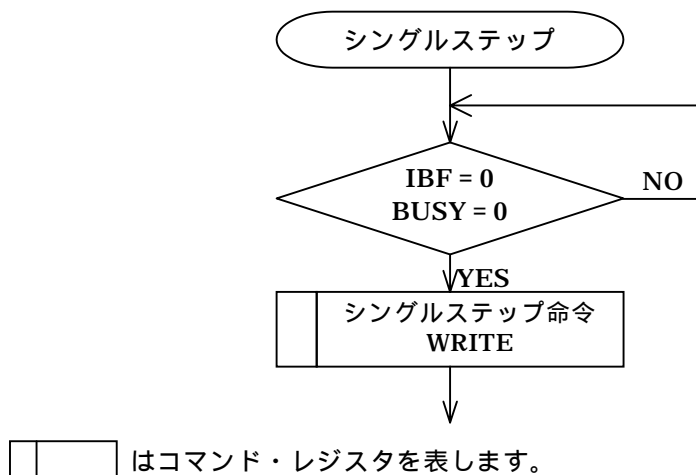 シングルステップ
IBF = 0
BUSY = 0
NO
YES
シングルステップ命令
WRITE
はコマンド・レジスタを表します。